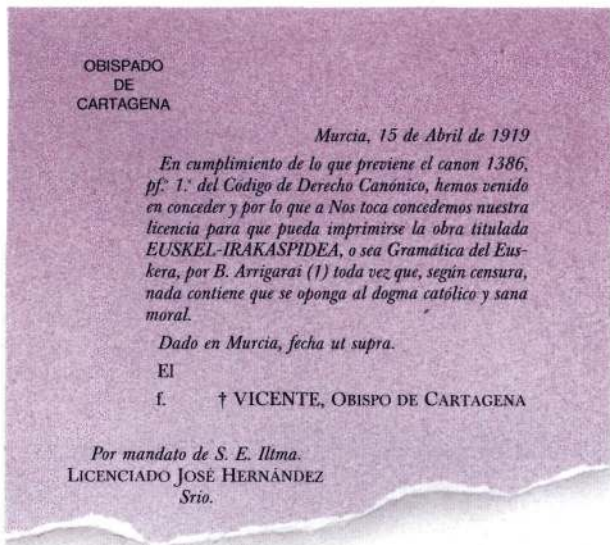 OBISPADO
DE
CARTAGENA
Murcia, 15 de Abril de 1919
En cumplimiento de lo que previene el canon 1386,
pf.º 1.º del Código de Derecho Canónico, hemos venido
en conceder y por lo que a Nos toca concedemos nuestra
licencia para que pueda imprimirse la obra titulada
EUSKEL-IRAKASPIDEA, o sea Gramática del Eus-
kera, por B. Arrigarai (1) toda vez que, según censura,
nada contiene que se oponga al dogma católico y sana
moral.
Dado en Murcia, fecha ut supra.
El
f. † VICENTE, OBISPO DE CARTAGENA
Por mandato de S. E. Iltma.
LICENCIADO JOSÉ HERNÁNDEZ
Srio.